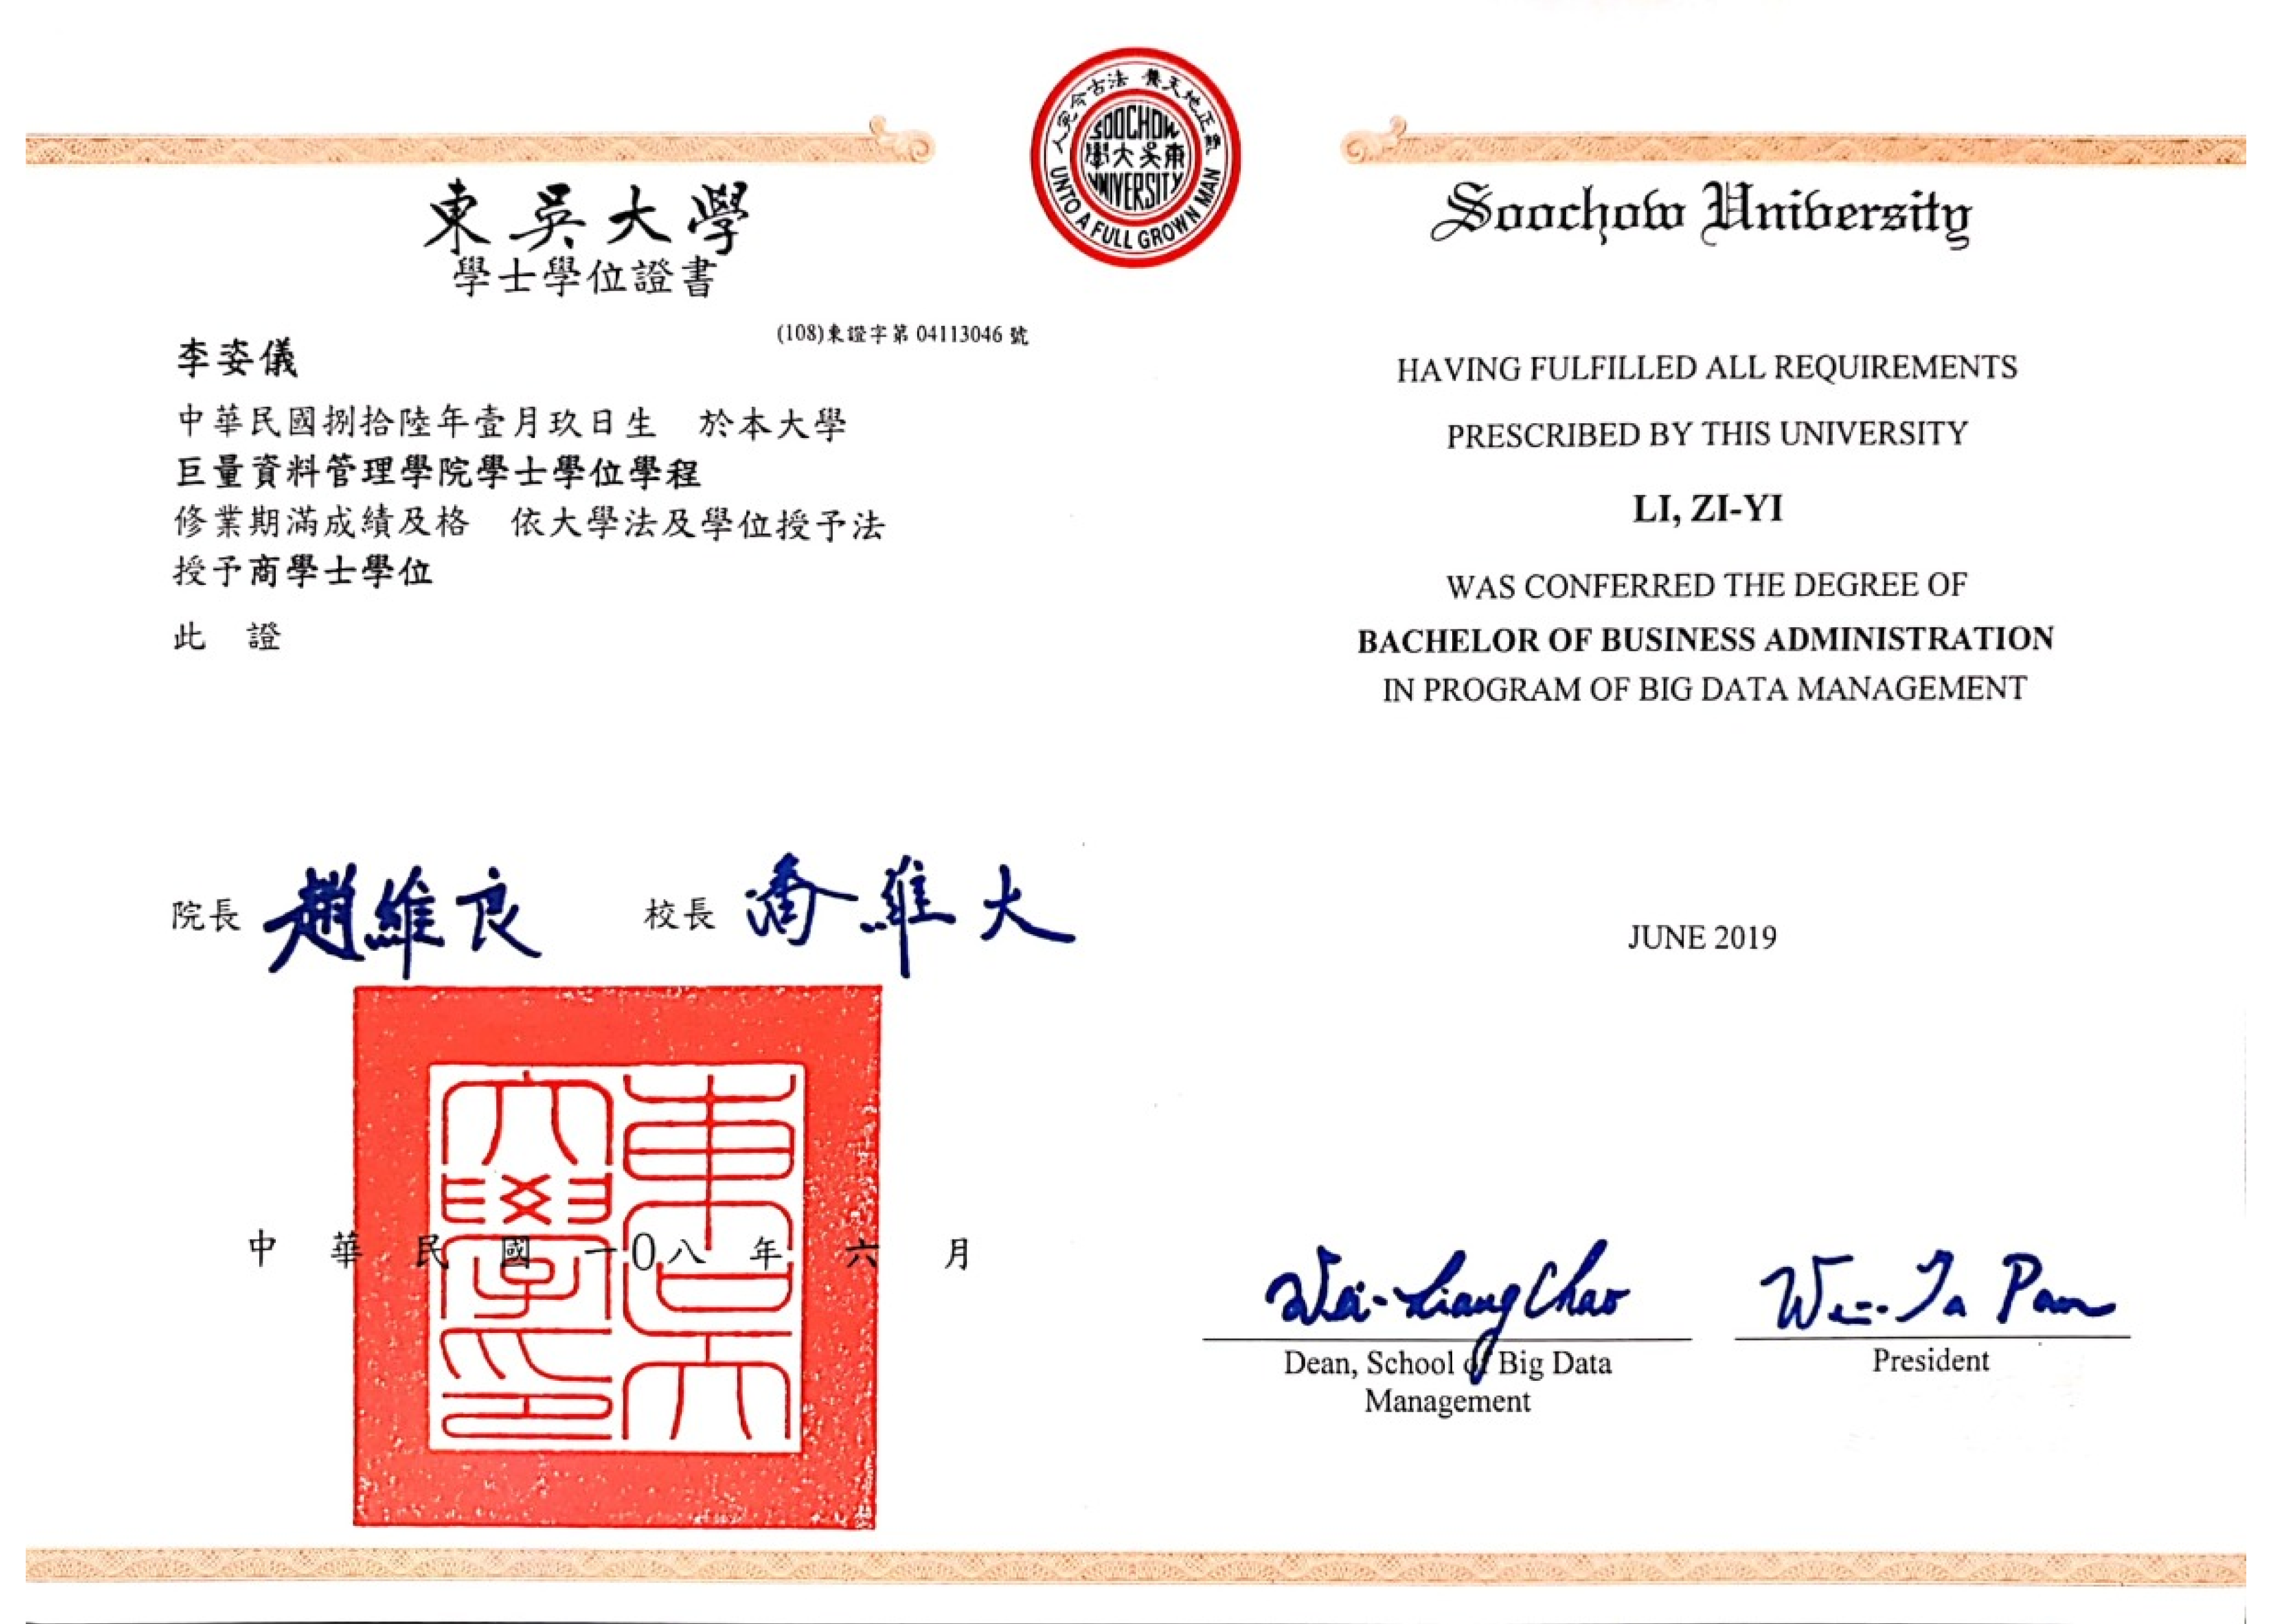 東吳大學
學士學位證書
(108)東證字第 04113046 號
李姿儀
中華民國捌拾陸年壹月玖日生 於本大學
巨量資料管理學院學士學位學程
修業期滿成績及格 依大學法及學位授予法
授予商學士學位
此 證
院長 趙維良 校長 潘維大
東吳大學印
中華民國一0八年六月
養天地正氣 法古今完人
SOOCHOW
東吳大學
UNIVERSITY
UNTO A FULL GROWN MAN
Soochow University
HAVING FULFILLED ALL REQUIREMENTS
PRESCRIBED BY THIS UNIVERSITY
LI, ZI-YI
WAS CONFERRED THE DEGREE OF
BACHELOR OF BUSINESS ADMINISTRATION
IN PROGRAM OF BIG DATA MANAGEMENT
JUNE 2019
Wei-Liang Chao
Dean, School of Big Data
Management
Wei-Ta Pan
President